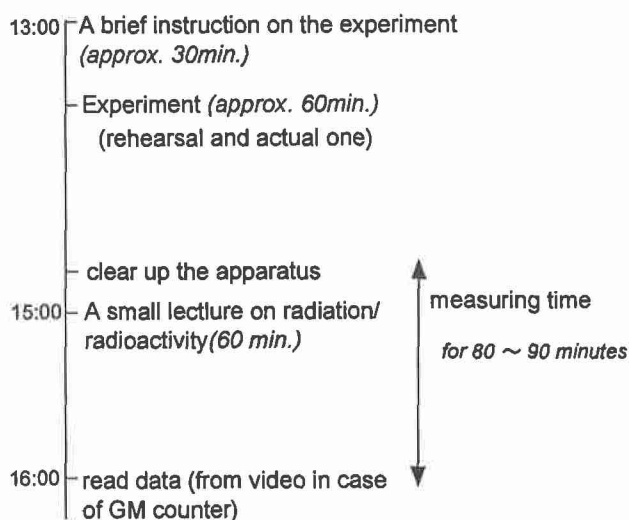 13:00 A brief instruction on the experiment
(approx. 30min.)
Experiment (approx. 60min.)
(rehearsal and actual one)
clear up the apparatus
15:00 A small lectlure on radiation/
radioactivity(60 min.)
measuring time
for 80 ~ 90 minutes
16:00 read data (from video in case
of GM counter)